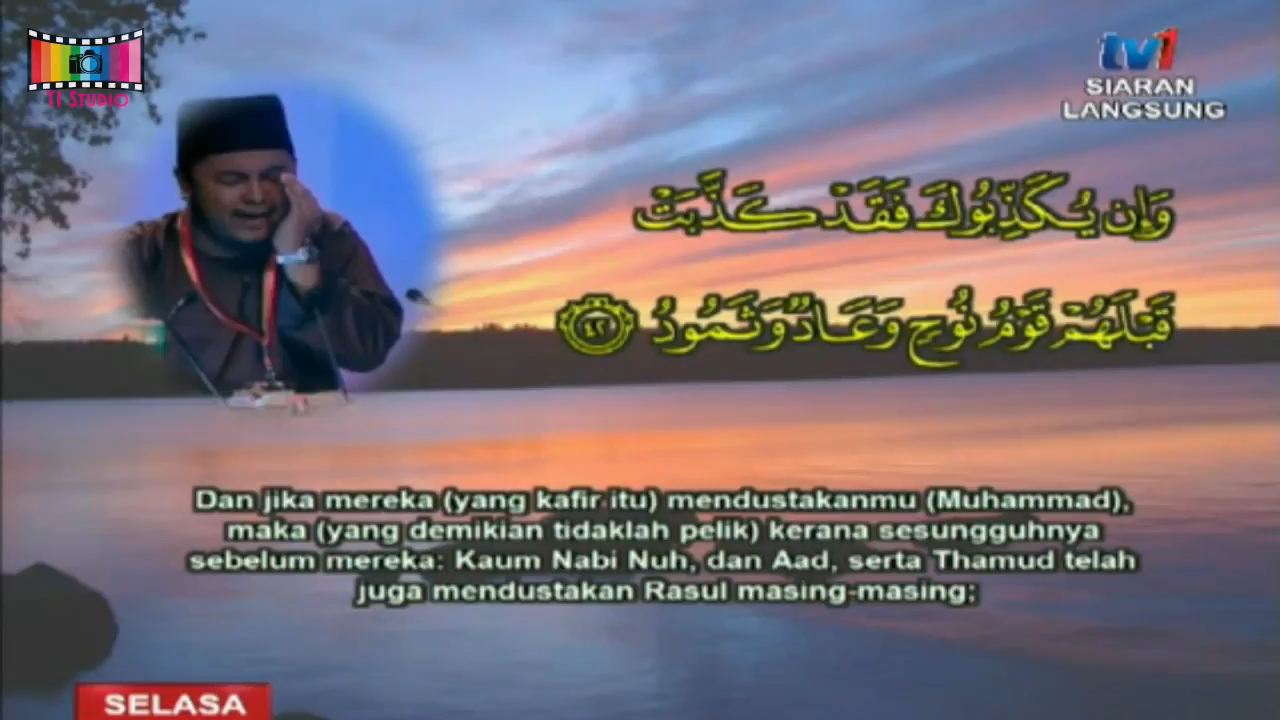 TI STUDIO
tv1
SIARAN
LANGSUNG
وَإِن يُكَذِّبُوكَ فَقَدْ كَذَّبَتْ
قَبْلَهُمْ قَوْمُ نُوحٍ وَعَادٌ وَثَمُودُ ٤٢
Dan jika mereka (yang kafir itu) mendustakanmu (Muhammad),
maka (yang demikian tidaklah pelik) kerana sesungguhnya
sebelum mereka: Kaum Nabi Nuh, dan Aad, serta Thamud telah
juga mendustakan Rasul masing-masing;
SELASA